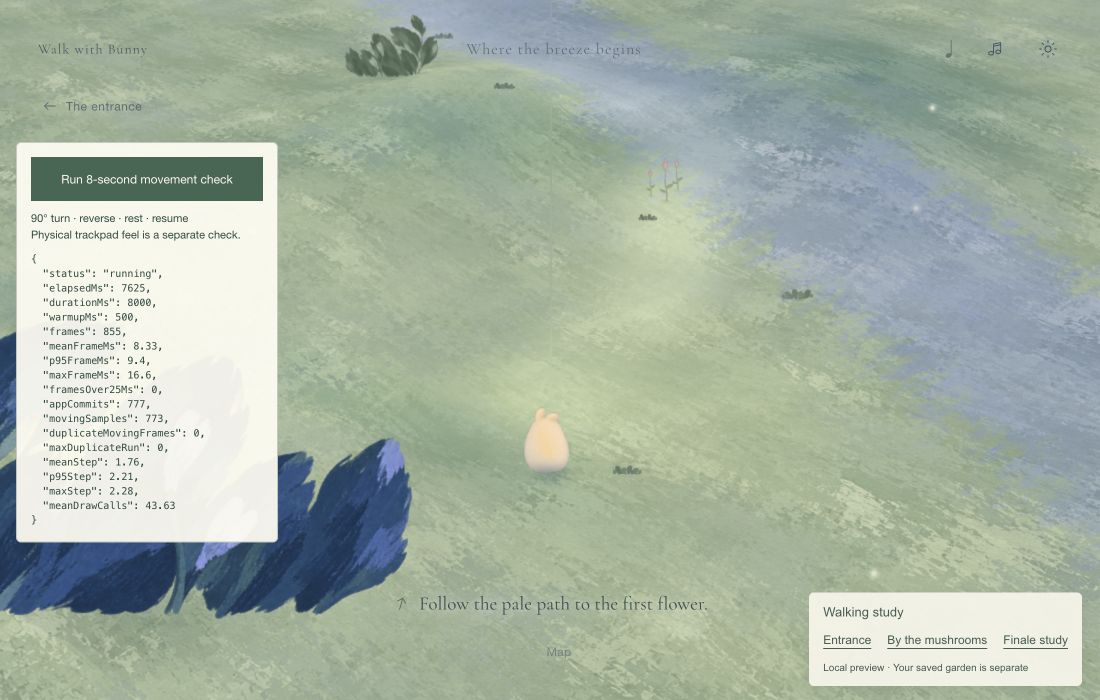 Walk with Bunny
Where the breeze begins
← The entrance
Run 8-second movement check
90° turn · reverse · rest · resume
Physical trackpad feel is a separate check.
{
"status": "running",
"elapsedMs": 7625,
"durationMs": 8000,
"warmupMs": 500,
"frames": 855,
"meanFrameMs": 8.33,
"p95FrameMs": 9.4,
"maxFrameMs": 16.6,
"framesOver25Ms": 0,
"appCommits": 777,
"movingSamples": 773,
"duplicateMovingFrames": 0,
"maxDuplicateRun": 0,
"meanStep": 1.76,
"p95Step": 2.21,
"maxStep": 2.28,
"meanDrawCalls": 43.63
}
Follow the pale path to the first flower.
Map
Walking study
Entrance By the mushrooms Finale study
Local preview · Your saved garden is separate